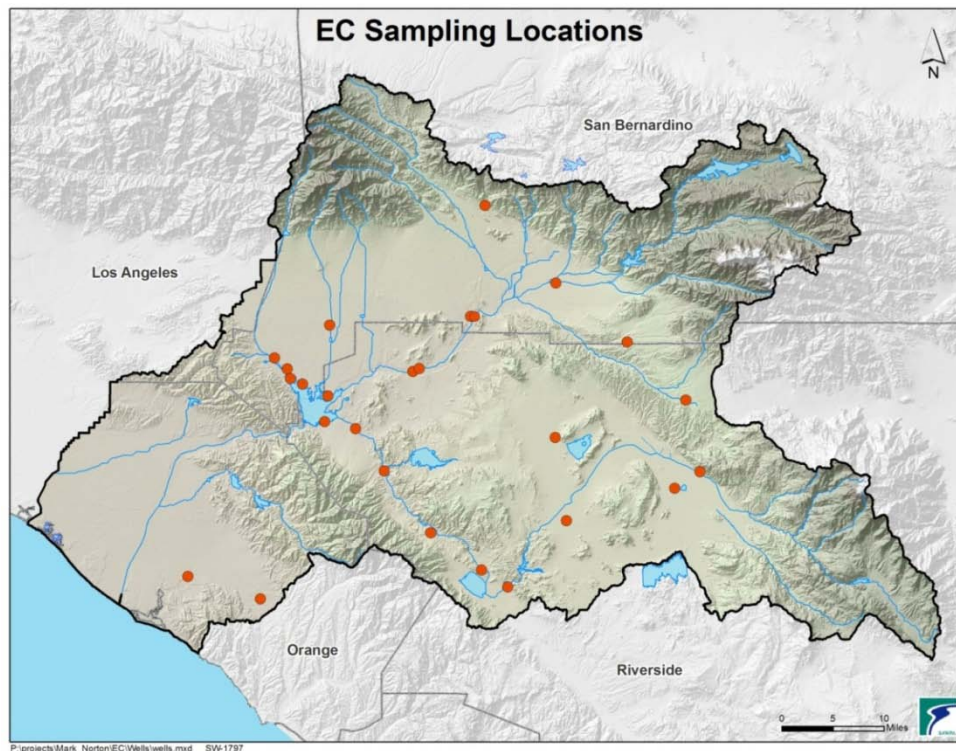 EC Sampling Locations
N
San Bernardino
Los Angeles
Orange
Riverside
0 5 10
Miles
P:\projects\Mark_Norton\EC\Wells\wells.mxd SW-1797